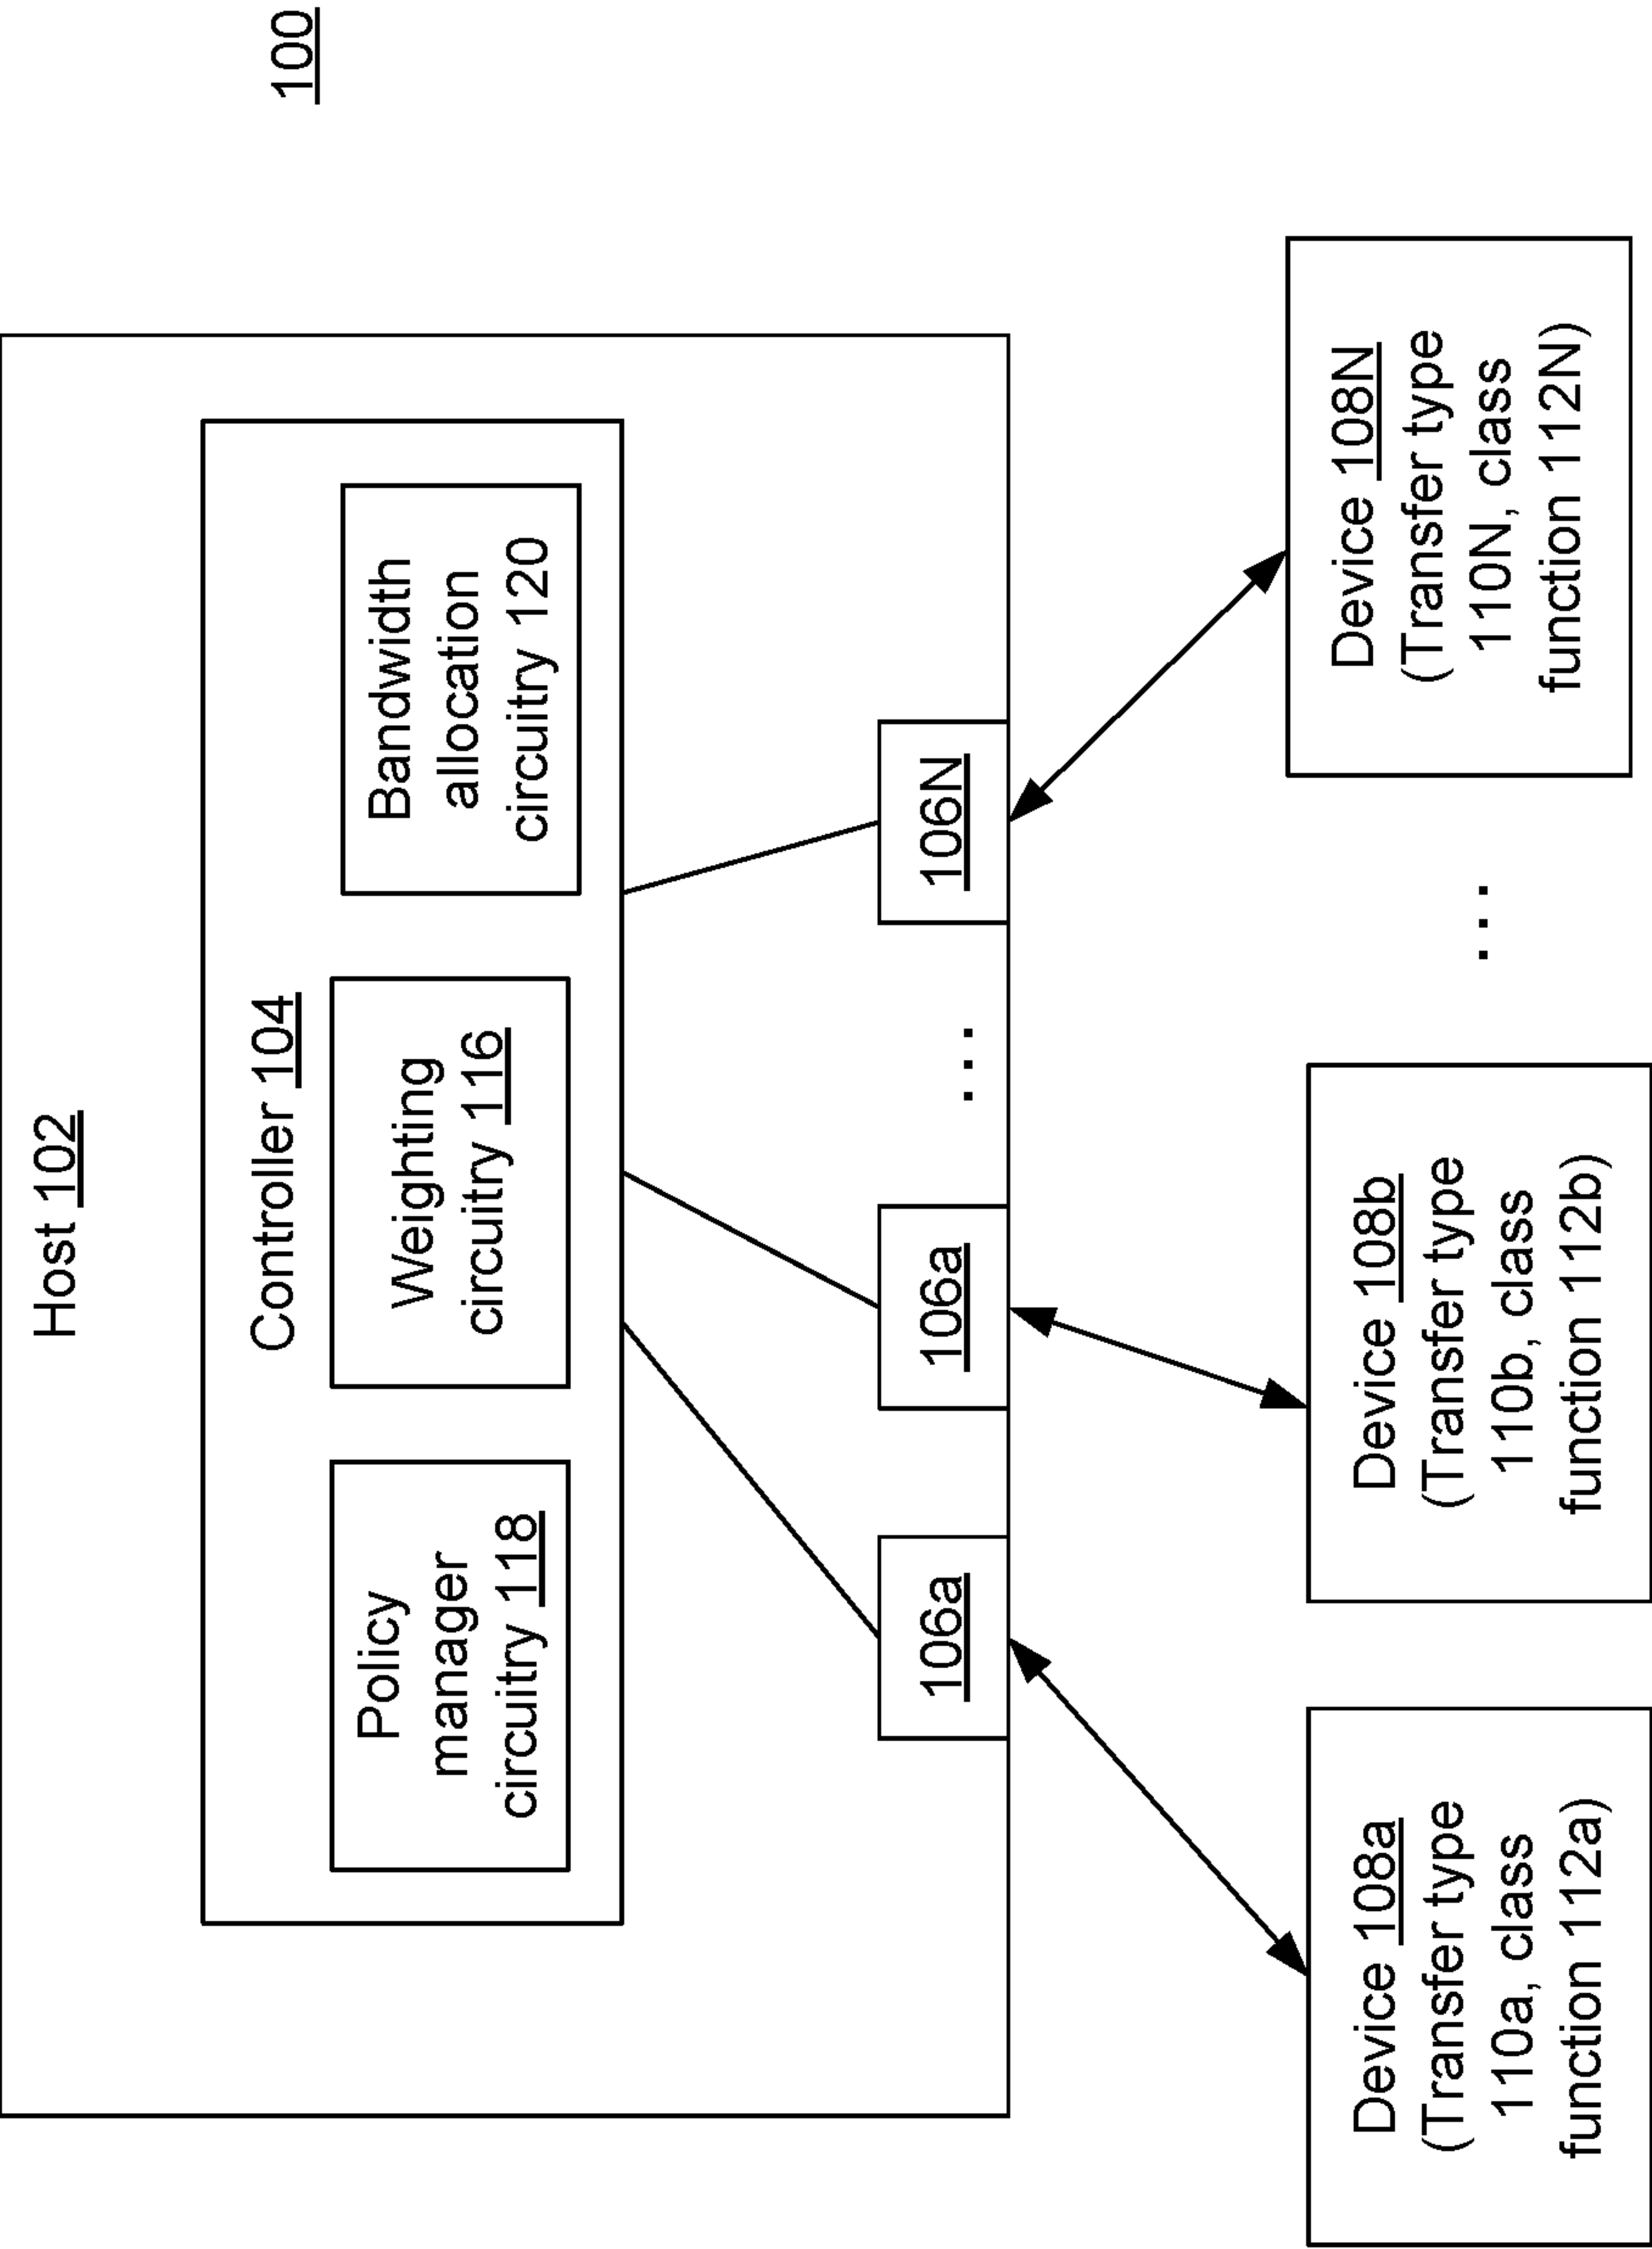 100
Host 102
Controller 104
Policy
manager
circuitry 118
Weighting
circuitry 116
Bandwidth
allocation
circuitry 120
106a
106a
...
106N
Device 108a
(Transfer type
110a, class
function 112a)
Device 108b
(Transfer type
110b, class
function 112b)
...
Device 108N
(Transfer type
110N, class
function 112N)